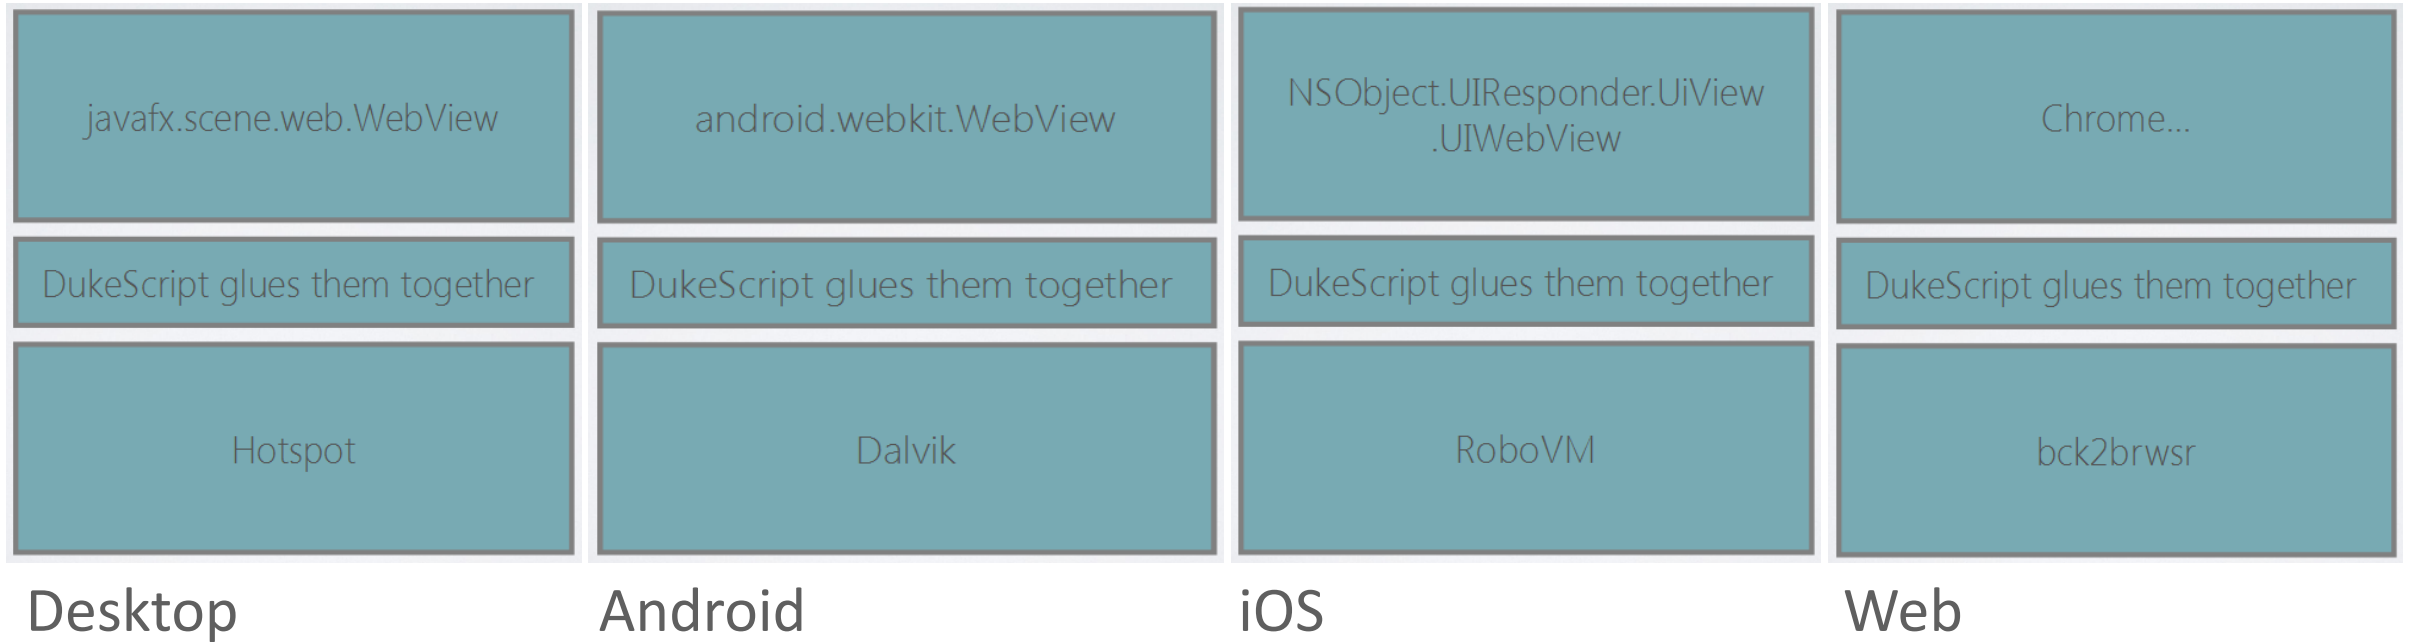 javafx.scene.web.WebView
DukeScript glues them together
Hotspot
Desktop
android.webkit.WebView
DukeScript glues them together
Dalvik
Android
NSObject.UIResponder.UiView
.UIWebView
DukeScript glues them together
RoboVM
iOS
Chrome...
DukeScript glues them together
bck2brwsr
Web